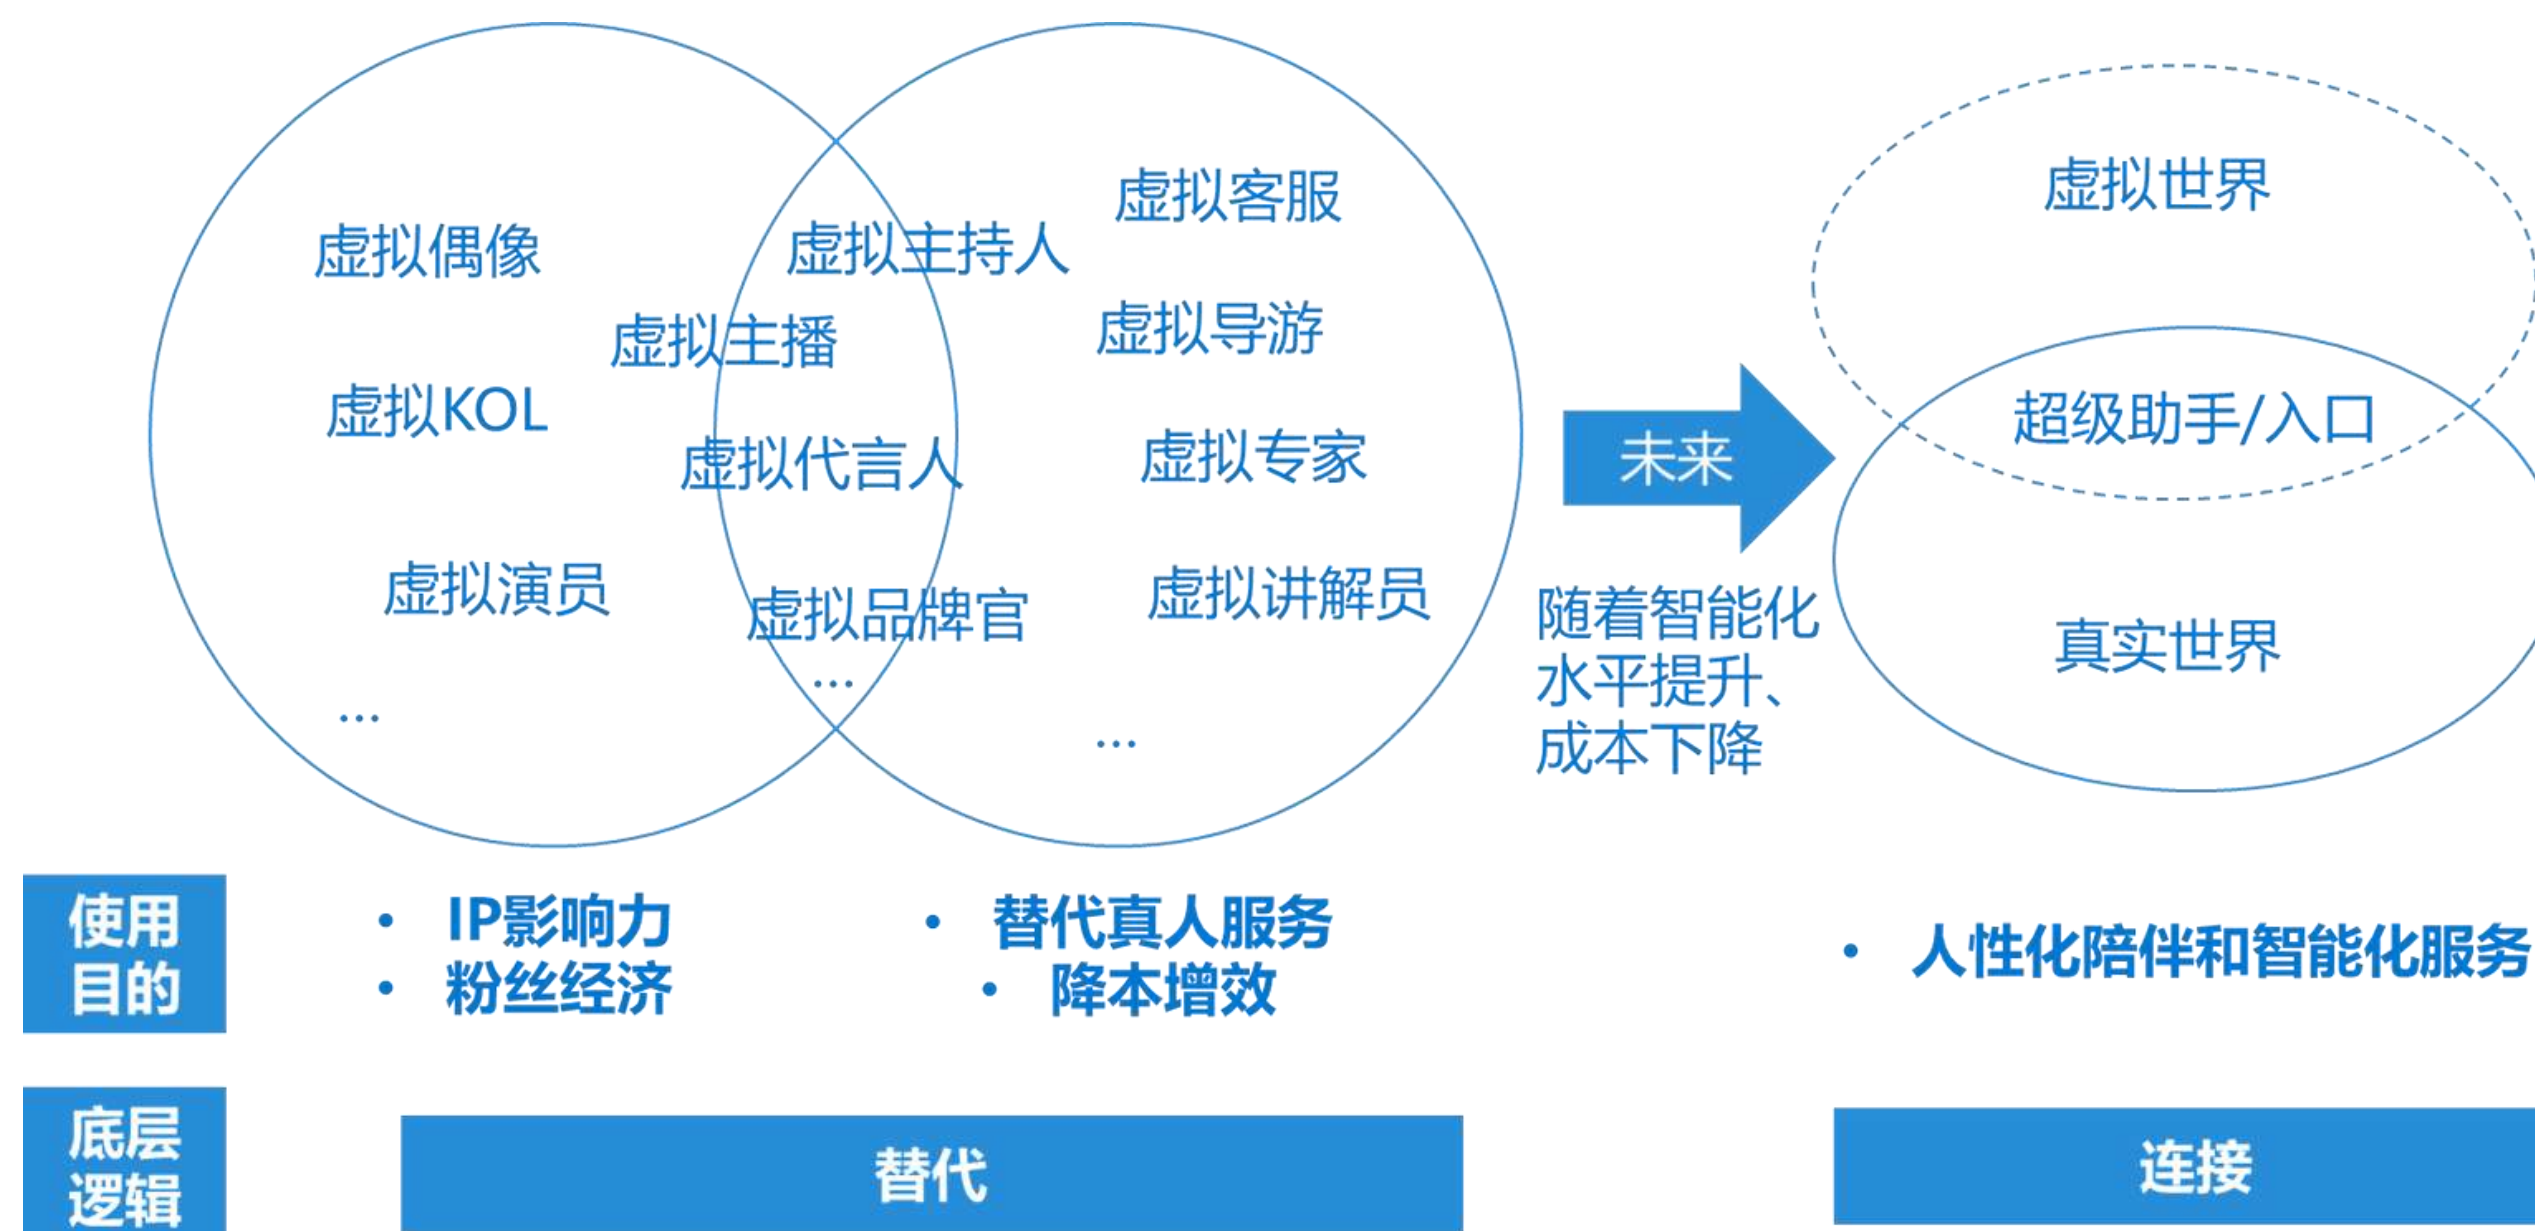 虚拟偶像
虚拟KOL
虚拟演员
...
虚拟主持人
虚拟主播
虚拟代言人
虚拟品牌官
...
虚拟客服
虚拟导游
虚拟专家
虚拟讲解员
...
未来
随着智能化
水平提升、
成本下降
虚拟世界
超级助手/入口
真实世界
使用
目的
• IP影响力
• 粉丝经济
• 替代真人服务
• 降本增效
• 人性化陪伴和智能化服务
底层
逻辑
替代
连接